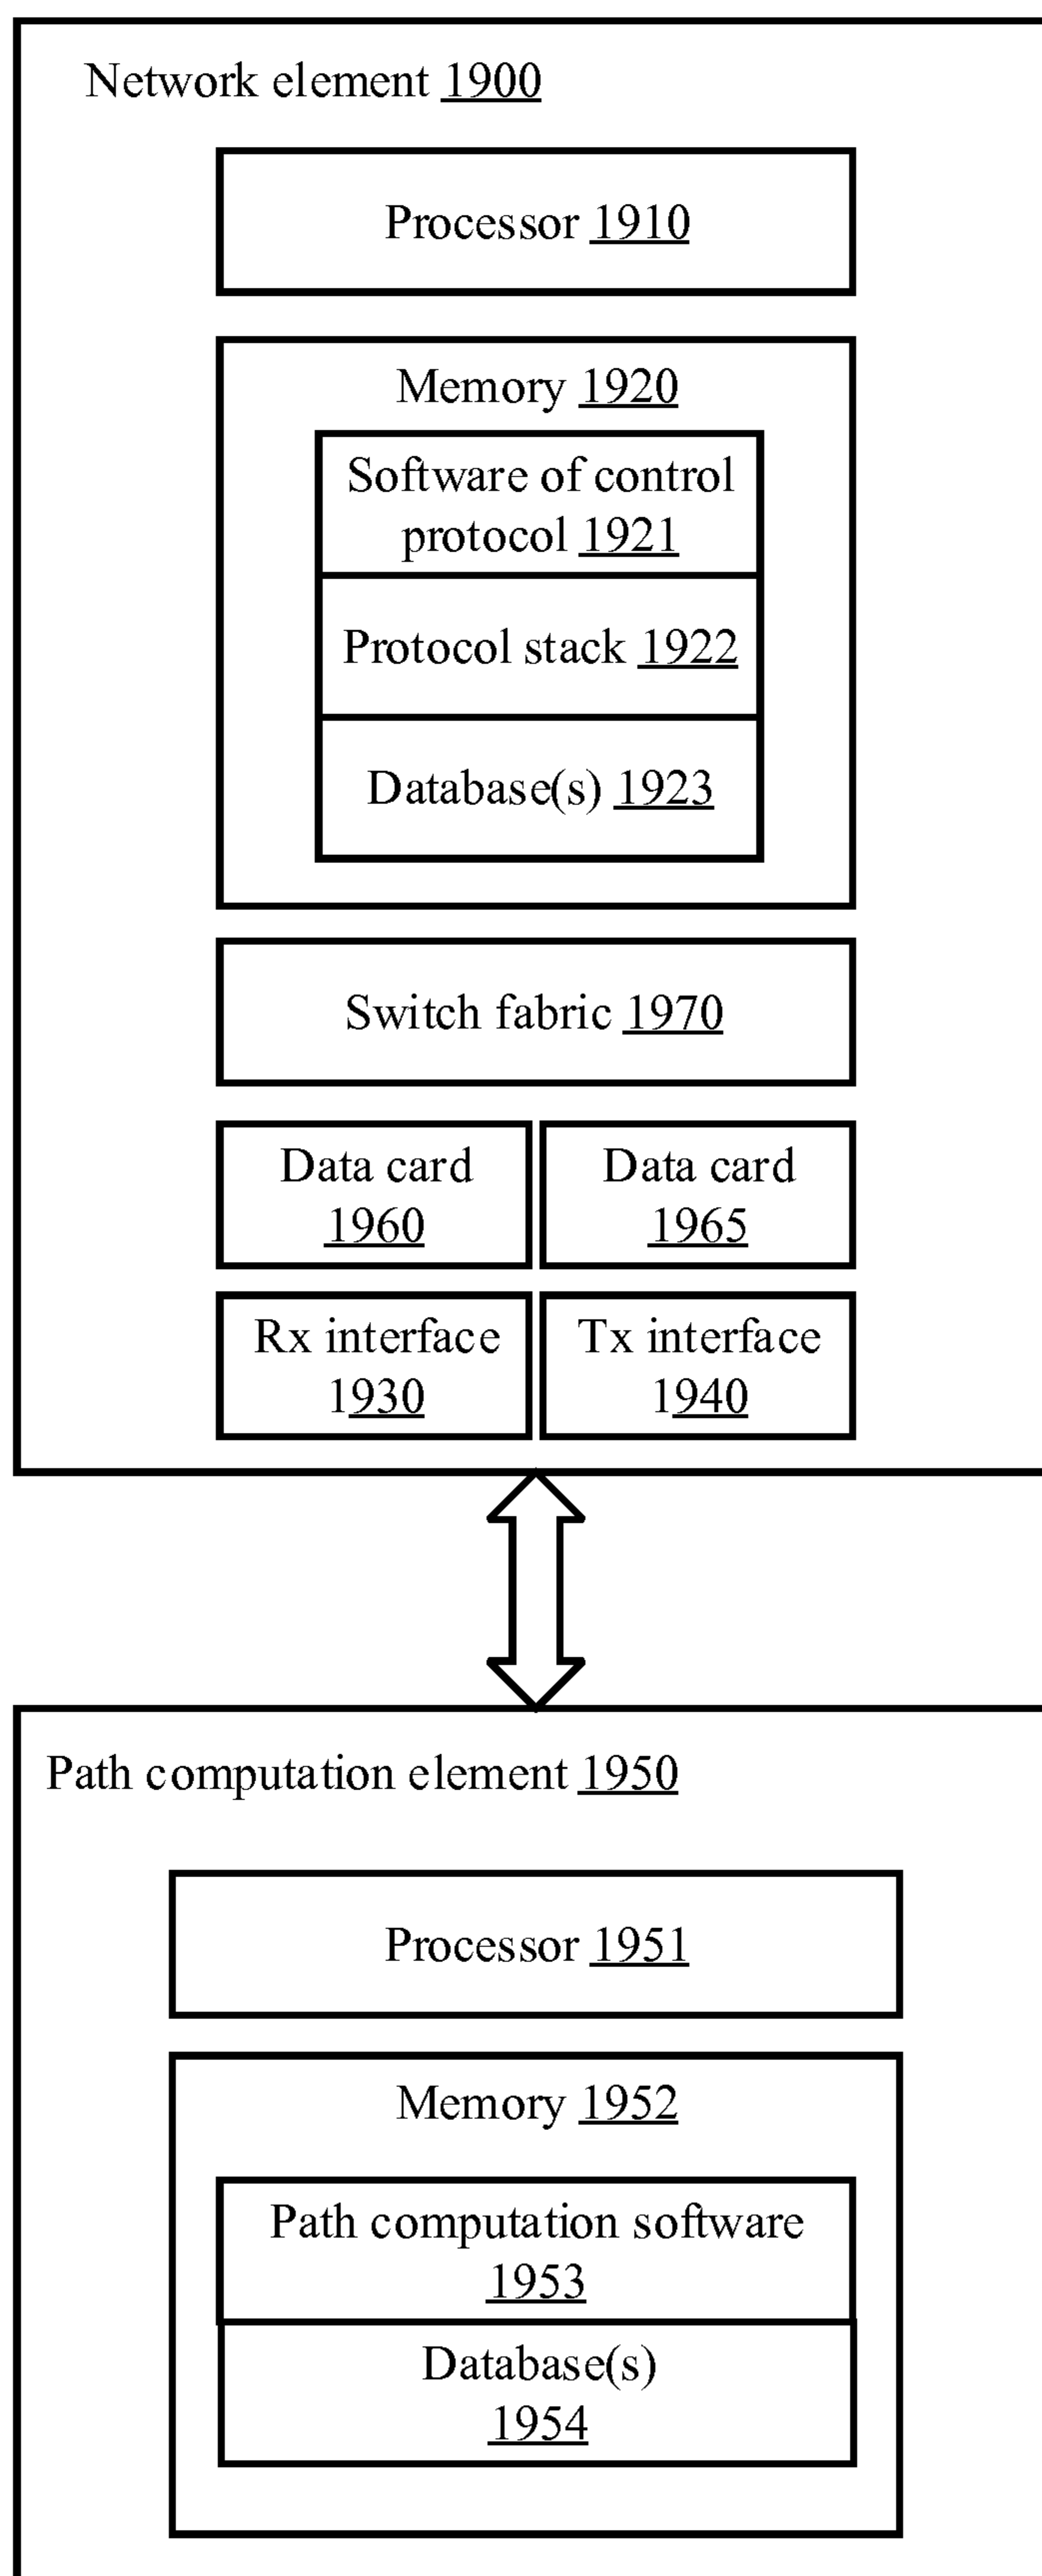 Network element 1900
Processor 1910
Memory 1920
Software of control
protocol 1921
Protocol stack 1922
Database(s) 1923
Switch fabric 1970
Data card
1960
Data card
1965
Rx interface
1930
Tx interface
1940
Path computation element 1950
Processor 1951
Memory 1952
Path computation software
1953
Database(s)
1954